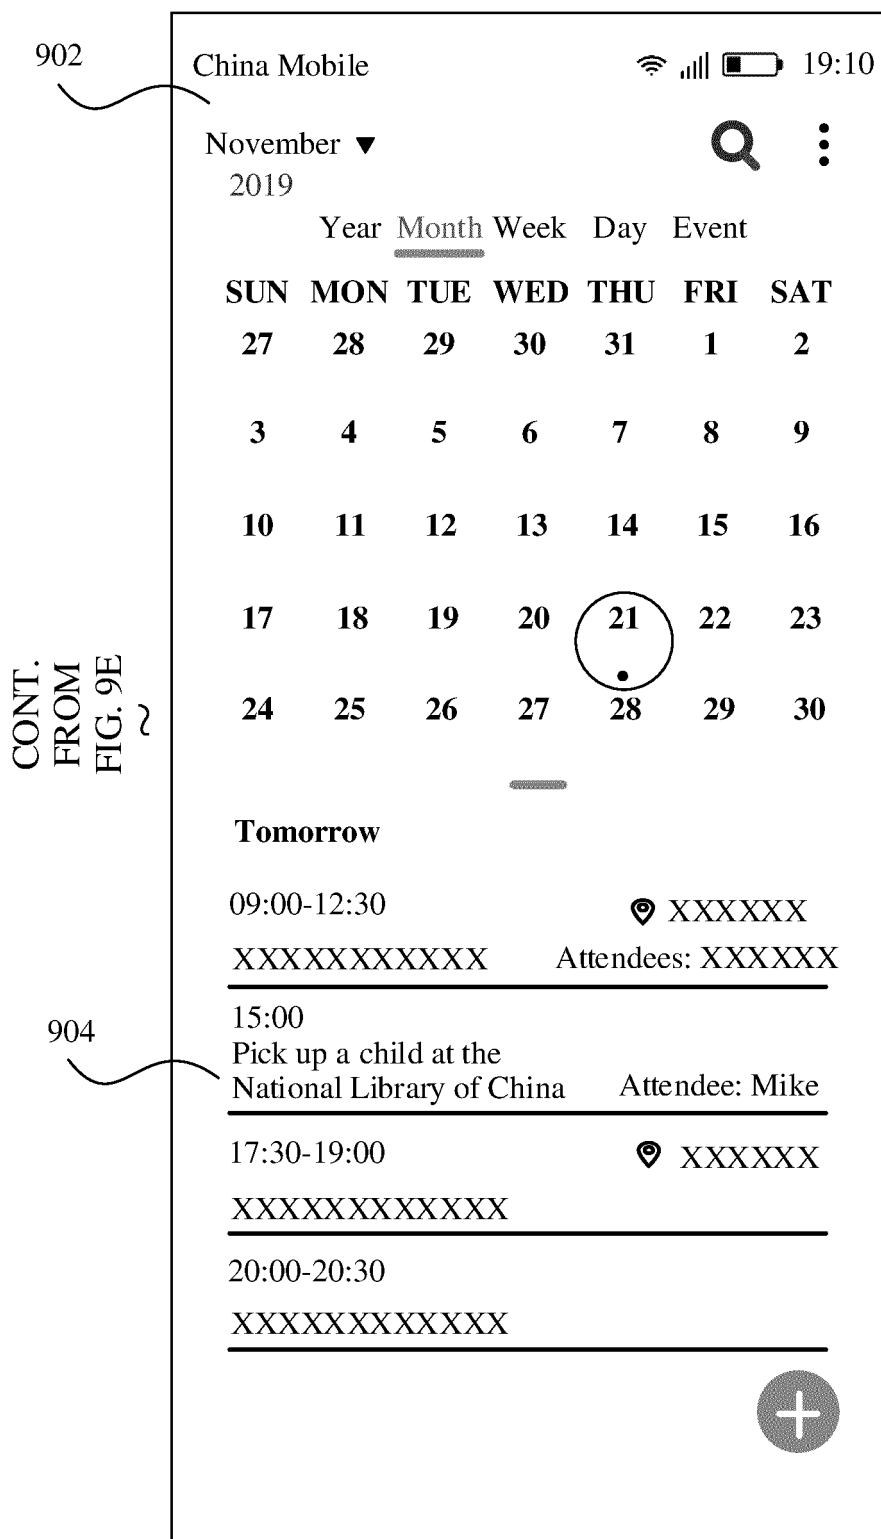 902
China Mobile 19:10
November ▼
2019
Year Month Week Day Event
SUN MON TUE WED THU FRI SAT
27 28 29 30 31 1 2
3 4 5 6 7 8 9
10 11 12 13 14 15 16
17 18 19 20 21 22 23
24 25 26 27 28 29 30
CONT.
FROM
FIG. 9E
~
Tomorrow
09:00-12:30 XXXXXX
XXXXXXXXXXX Attendees: XXXXXX
904
15:00
Pick up a child at the
National Library of China Attendee: Mike
17:30-19:00 XXXXXX
XXXXXXXXXXXX
20:00-20:30
XXXXXXXXXXXX